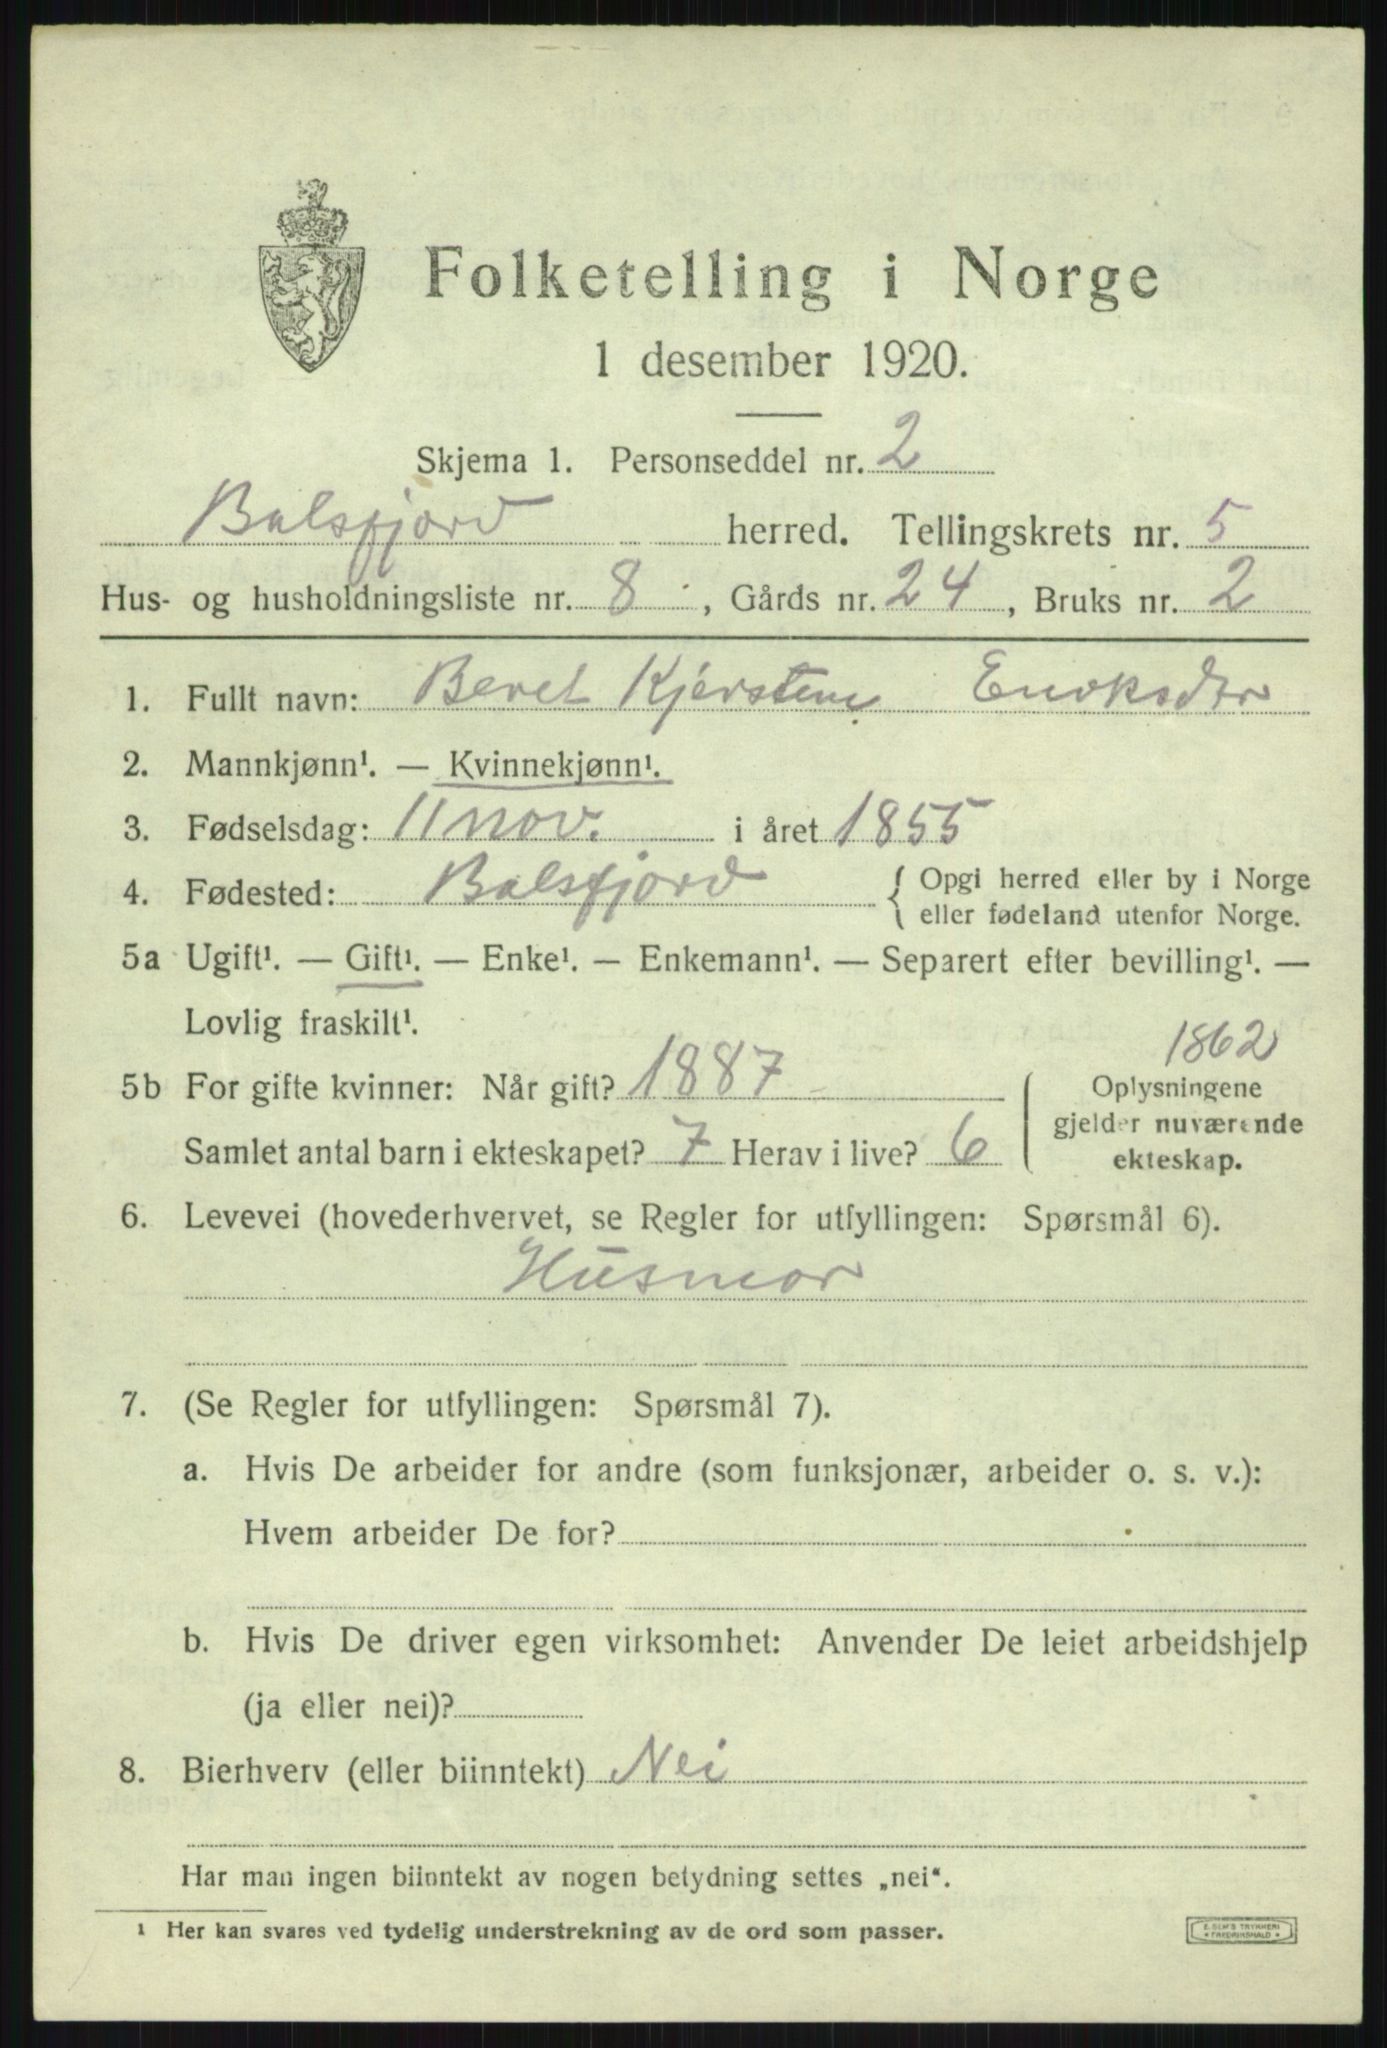 Folketelling i Norge
1 desember 1920.
Skjema 1. Personseddel nr. 2
Balsfjord herred. Tellingskrets nr. 5
Hus- og husholdningsliste nr. 8, Gårds nr. 24, Bruks nr. 2
1. Fullt navn: Beret Kjerstine Enoksdtr
2. Mannkjønn¹. — Kvinnekjønn¹.
3. Fødselsdag: 11 nov. i året 1855
4. Fødested: Balsfjord { Opgi herred eller by i Norge
eller fødeland utenfor Norge.
5a Ugift¹. — Gift¹. — Enke¹. — Enkemann¹. — Separert efter bevilling¹. —
Lovlig fraskilt¹.
1862
5b For gifte kvinner: Når gift? 1887 Oplysningene
gjelder nuværende
Samlet antal barn i ekteskapet? 7 Herav i live? 6 ekteskap.
6. Levevei (hovederhvervet, se Regler for utfyllingen: Spørsmål 6).
Husmor
7. (Se Regler for utfyllingen: Spørsmål 7).
a. Hvis De arbeider for andre (som funksjonær, arbeider o. s. v.):
Hvem arbeider De for?
b. Hvis De driver egen virksomhet: Anvender De leiet arbeidshjelp
(ja eller nei)?
8. Bierhverv (eller biinntekt) Nei
Har man ingen biinntekt av nogen betydning settes „nei“.
¹ Her kan svares ved tydelig understrekning av de ord som passer.
E. SEM'S TRYKKERI
* FREDRIKSHALD *